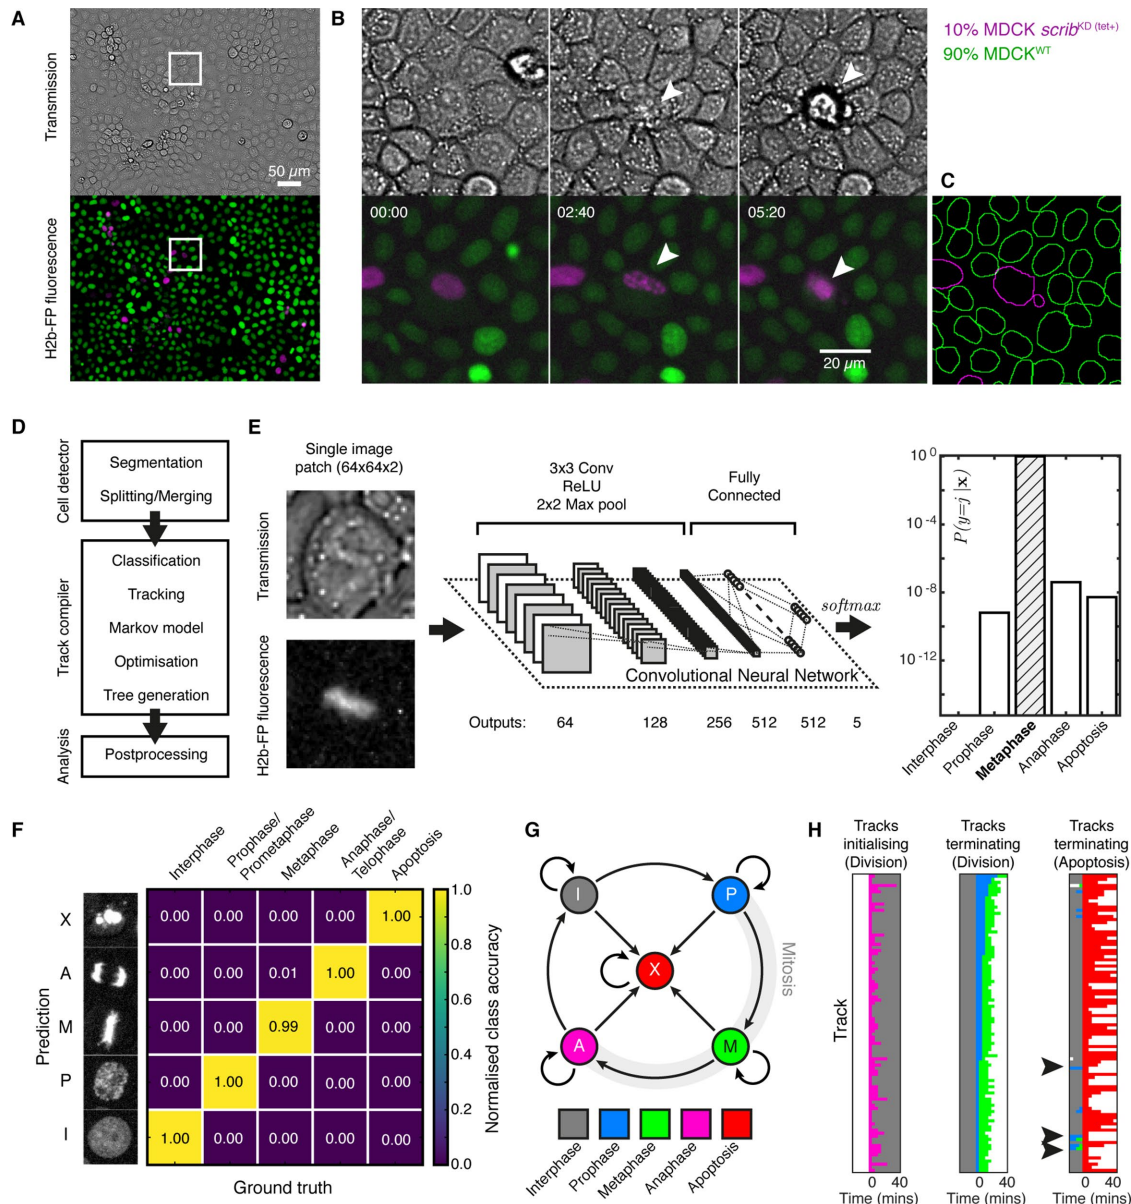 A
Transmission
50 µm
H2b-FP fluorescence
B
00:00
02:40
05:20
20 µm
10% MDCK scrib^KD (tet+)
90% MDCK^WT
C
D
Cell detector
Segmentation
Splitting/Merging
Track compiler
Classification
Tracking
Markov model
Optimisation
Tree generation
Analysis
Postprocessing
E
Single image
patch (64x64x2)
Transmission
H2b-FP fluorescence
3x3 Conv
ReLU
2x2 Max pool
Fully
Connected
softmax
Convolutional Neural Network
Outputs: 64 128 256 512 512 5
P(y=j |x)
10^0
10^-4
10^-8
10^-12
Interphase
Prophase
Metaphase
Anaphase
Apoptosis
F
Interphase
Prophase/
Prometaphase
Metaphase
Anaphase/
Telophase
Apoptosis
Prediction
X 0.00 0.00 0.00 0.00 1.00
A 0.00 0.00 0.01 1.00 0.00
M 0.00 0.00 0.99 0.00 0.00
P 0.00 1.00 0.00 0.00 0.00
I 1.00 0.00 0.00 0.00 0.00
Ground truth
1.0
0.8
0.6
0.4
0.2
0.0
Normalised class accuracy
G
I
P
X
A
M
Mitosis
Interphase
Prophase
Metaphase
Anaphase
Apoptosis
H
Tracks
initialising
(Division)
Tracks
terminating
(Division)
Tracks
terminating
(Apoptosis)
Track
0 40
Time (mins)
0 40
Time (mins)
0 40
Time (mins)